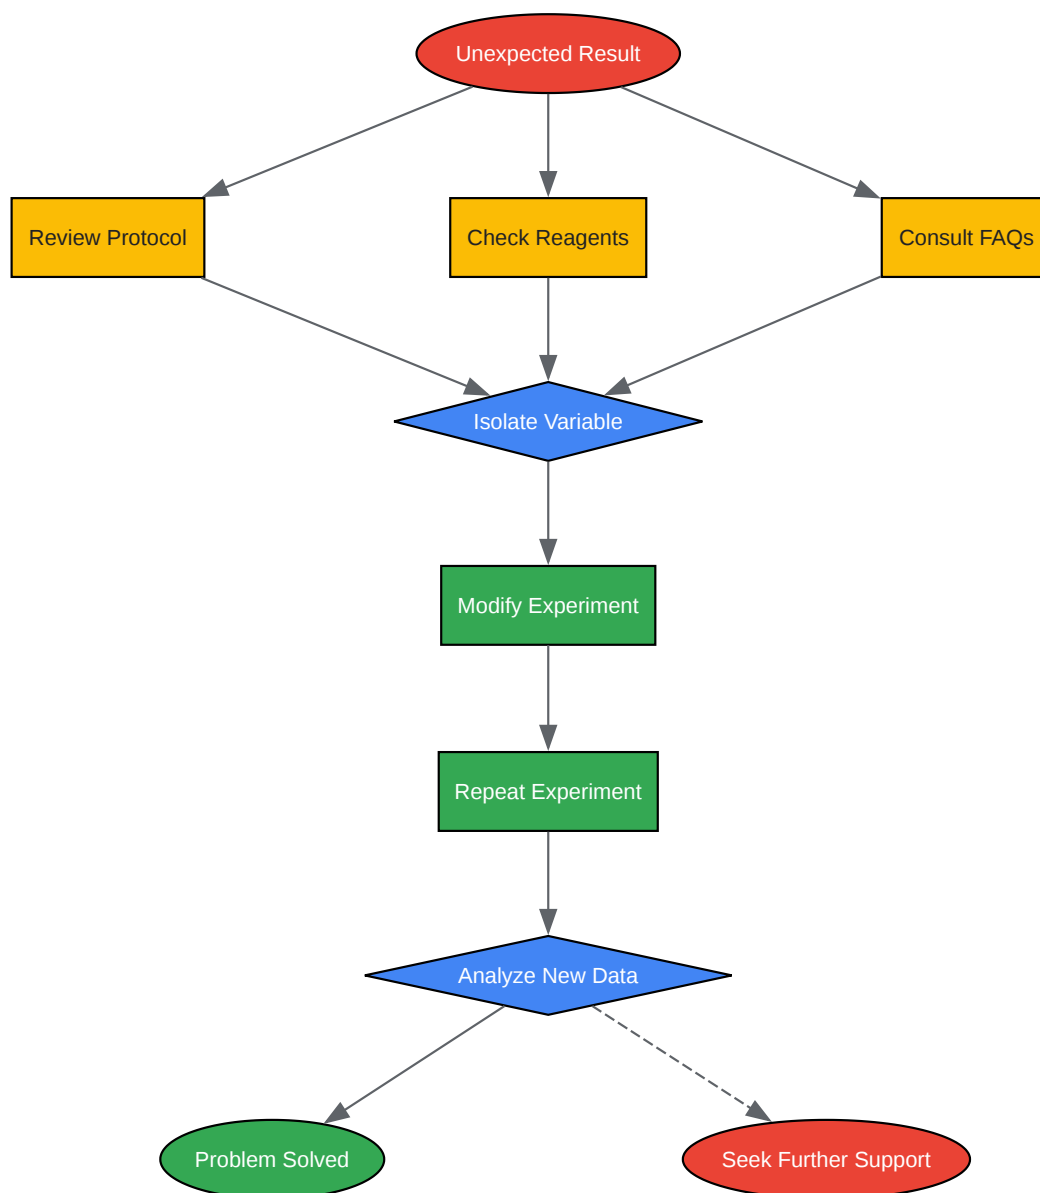 Unexpected Result
Review Protocol
Check Reagents
Consult FAQs
Isolate Variable
Modify Experiment
Repeat Experiment
Analyze New Data
Problem Solved
Seek Further Support